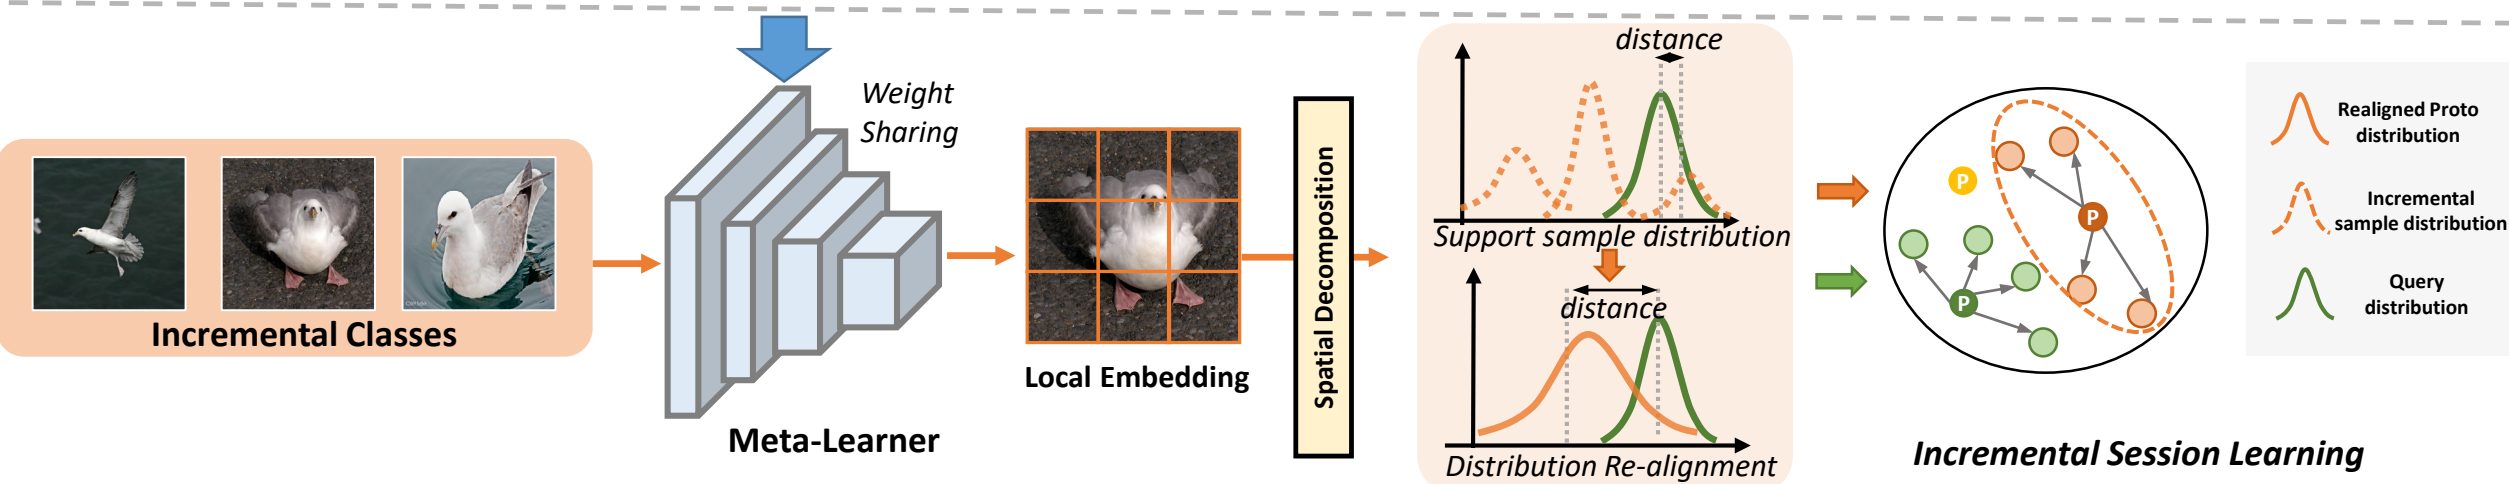 Incremental Classes
Weight
Sharing
Meta-Learner
Local Embedding
Spatial Decomposition
distance
Support sample distribution
distance
Distribution Re-alignment
P
P
P
Incremental Session Learning
Realigned Proto
distribution
Incremental
sample distribution
Query
distribution